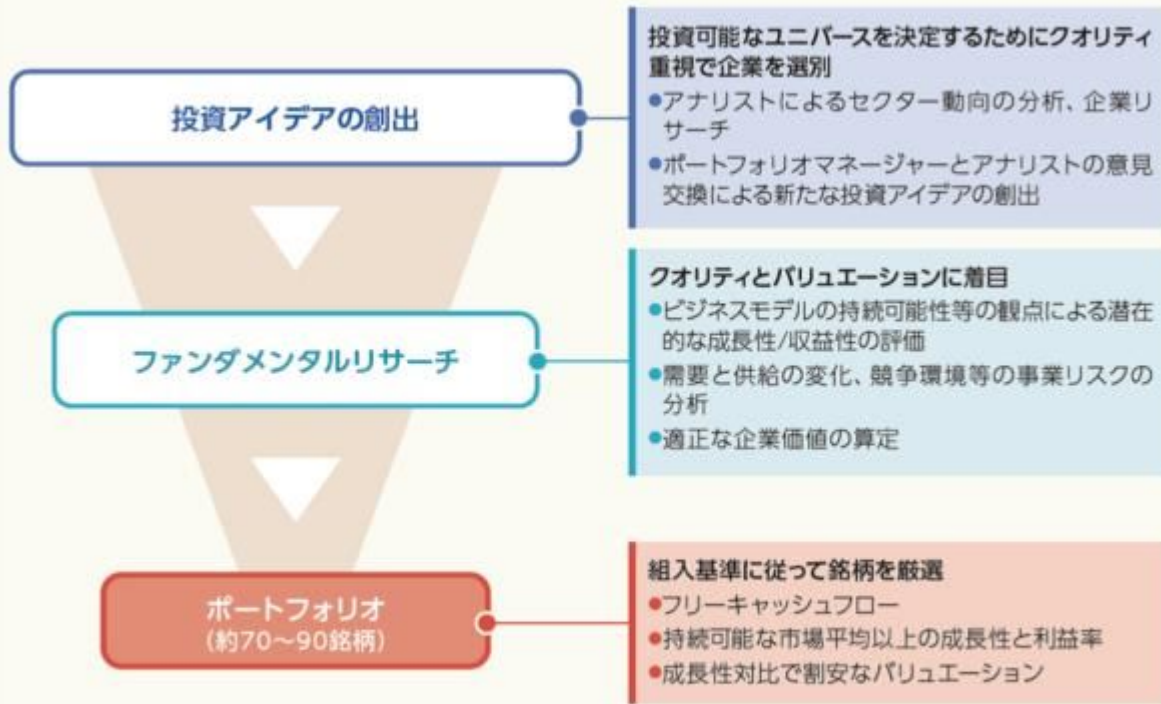 投資アイデアの創出
投資可能なユニバースを決定するためにクオリティ
重視で企業を選別
●アナリストによるセクター動向の分析、企業リ
サーチ
●ポートフォリオマネージャーとアナリストの意見
交換による新たな投資アイデアの創出
ファンダメンタルリサーチ
クオリティとバリュエーションに着目
●ビジネスモデルの持続可能性等の観点による潜在
的な成長性/収益性の評価
●需要と供給の変化、競争環境等の事業リスクの
分析
●適正な企業価値の算定
ポートフォリオ
(約70～90銘柄)
組入基準に従って銘柄を厳選
●フリーキャッシュフロー
●持続可能な市場平均以上の成長性と利益率
●成長性対比で割安なバリュエーション